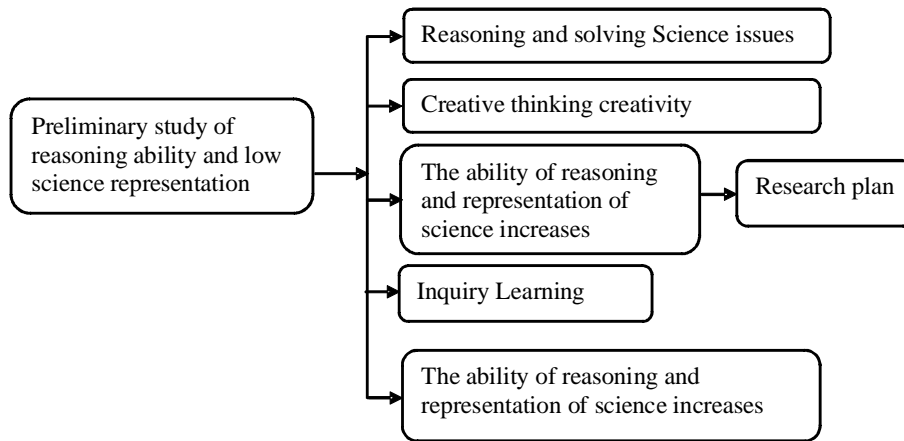 Preliminary study of
reasoning ability and low
science representation
Reasoning and solving Science issues
Creative thinking creativity
The ability of reasoning
and representation of
science increases
Research plan
Inquiry Learning
The ability of reasoning and
representation of science increases